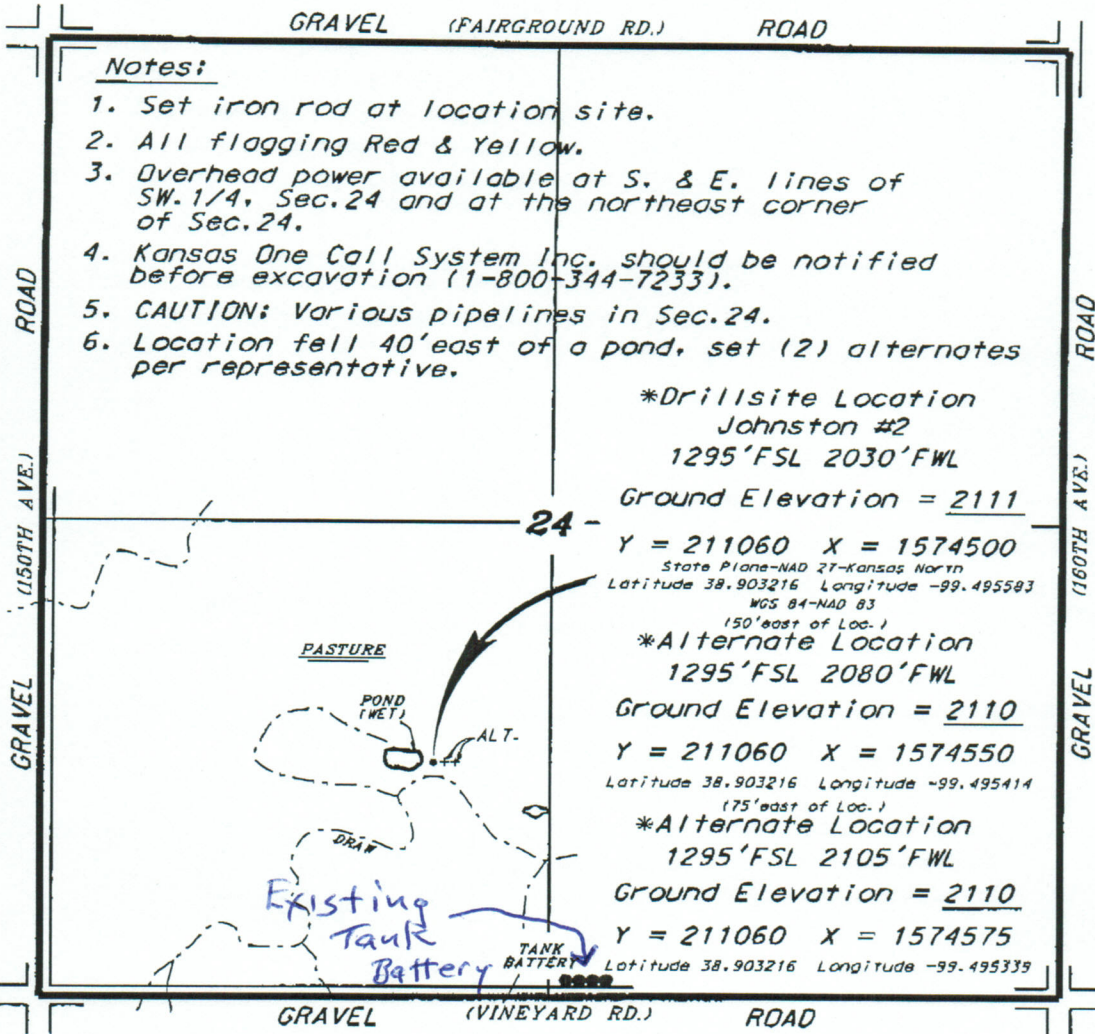 GRAVEL (FAIRGROUND RD.) ROAD
Notes:
1. Set iron rod at location site.
2. All flagging Red & Yellow.
3. Overhead power available at S. & E. lines of
SW.1/4, Sec.24 and at the northeast corner
of Sec.24.
4. Kansas One Call System Inc. should be notified
before excavation (1-800-344-7233).
5. CAUTION: Various pipelines in Sec.24.
6. Location fell 40'east of a pond, set (2) alternates
per representative.
GRAVEL (150TH AVE.) ROAD
GRAVEL (160TH AVE.) ROAD
*Drillsite Location
Johnston #2
1295'FSL 2030'FWL
Ground Elevation = 2111
24
Y = 211060 X = 1574500
State Plane-NAD 27-Kansas North
Latitude 38.903216 Longitude -99.495583
WGS 84-NAD 83
(50'east of Loc.)
*Alternate Location
1295'FSL 2080'FWL
Ground Elevation = 2110
Y = 211060 X = 1574550
Latitude 38.903216 Longitude -99.495414
(75'east of Loc.)
*Alternate Location
1295'FSL 2105'FWL
Ground Elevation = 2110
Y = 211060 X = 1574575
Latitude 38.903216 Longitude -99.495339
PASTURE
POND
(WET)
ALT.
DRAW
Existing
Tank
Battery
TANK
BATTERY
GRAVEL (VINEYARD RD.) ROAD